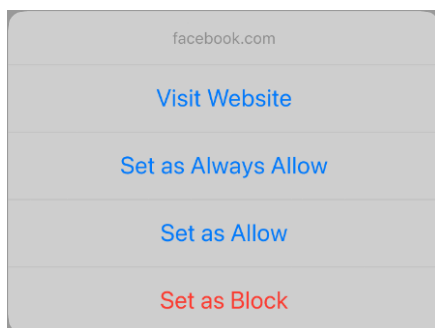 facebook.com
Visit Website
Set as Always Allow
Set as Allow
Set as Block